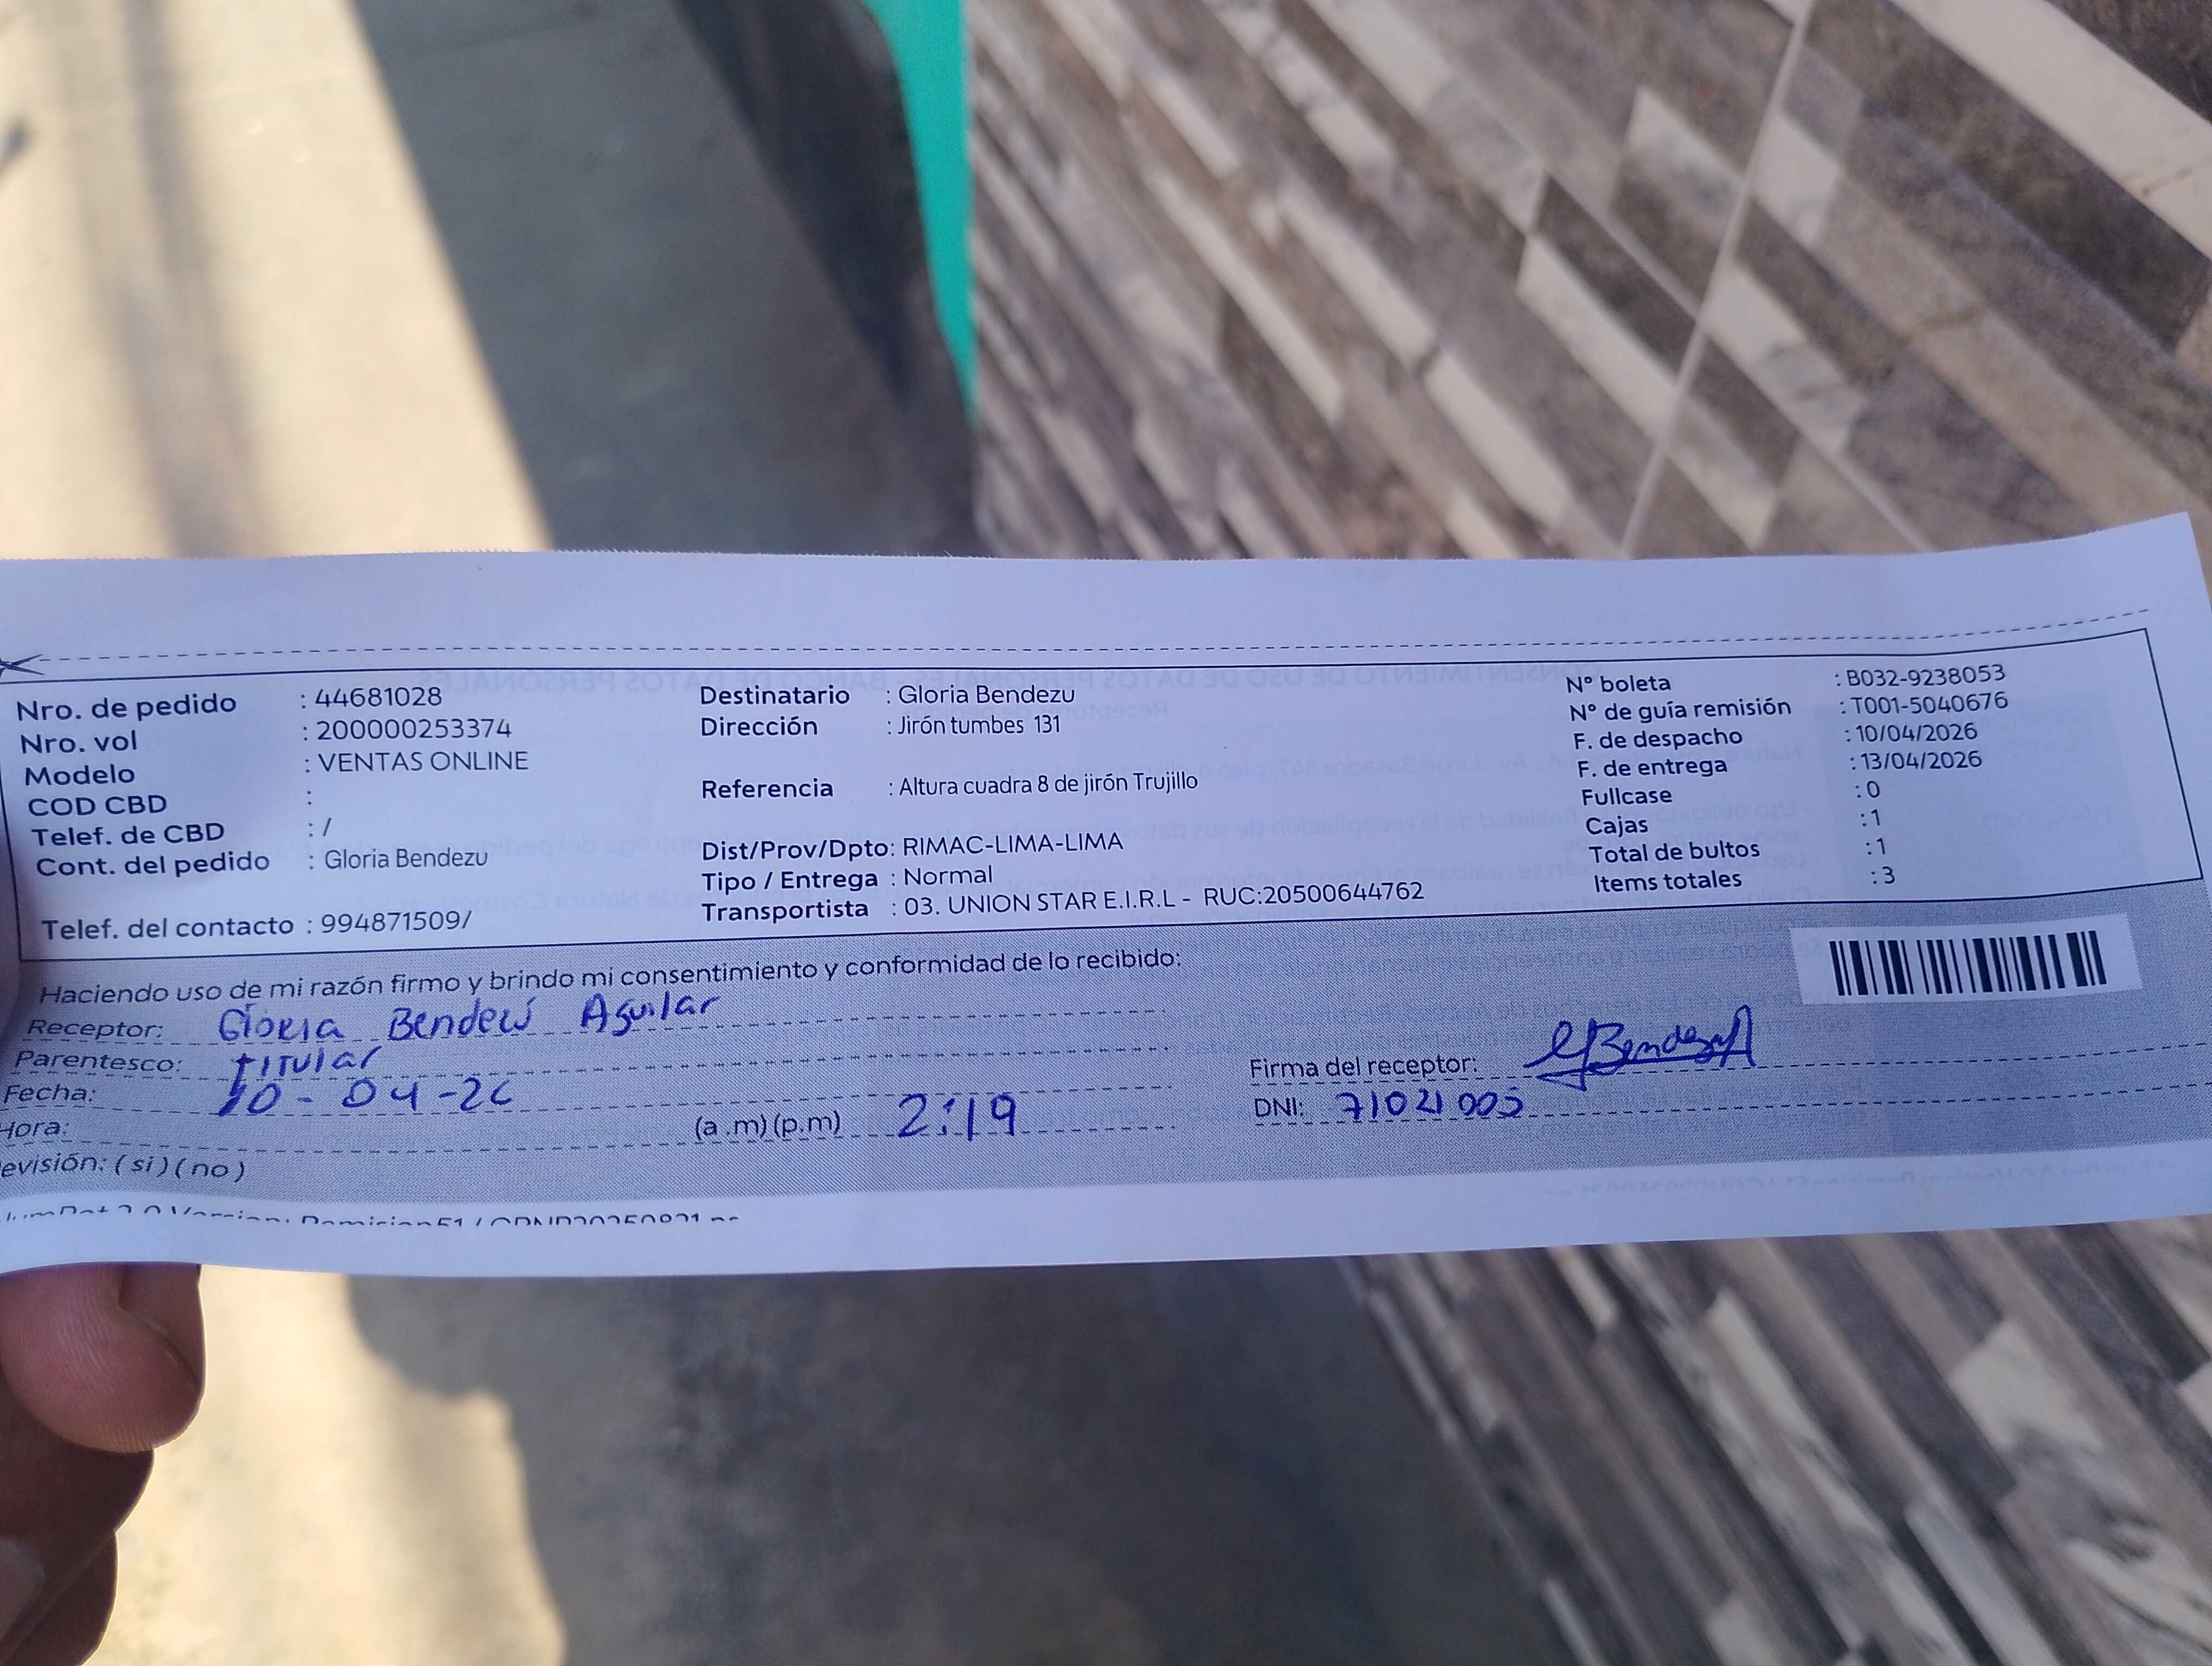 Nro. de pedido : 44681028
Nro. vol : 200000253374
Modelo : VENTAS ONLINE
COD CBD :
Telef. de CBD : /
Cont. del pedido : Gloria Bendezu
Telef. del contacto : 994871509/
Destinatario : Gloria Bendezu
Dirección : Jirón tumbes 131
Referencia : Altura cuadra 8 de jirón Trujillo
Dist/Prov/Dpto: RIMAC-LIMA-LIMA
Tipo / Entrega : Normal
Transportista : 03. UNION STAR E.I.R.L - RUC:20500644762
N° boleta : B032-9238053
N° de guía remisión : T001-5040676
F. de despacho : 10/04/2026
F. de entrega : 13/04/2026
Fullcase : 0
Cajas : 1
Total de bultos : 1
Items totales : 3
Haciendo uso de mi razón firmo y brindo mi consentimiento y conformidad de lo recibido:
Receptor: Gloria Bendezú Aguilar
Parentesco: titular
Fecha: 10-04-26
Hora: (a .m) (p.m) 2:19
evisión: ( si ) ( no )
Firma del receptor: GBendezuA
DNI: 71021005